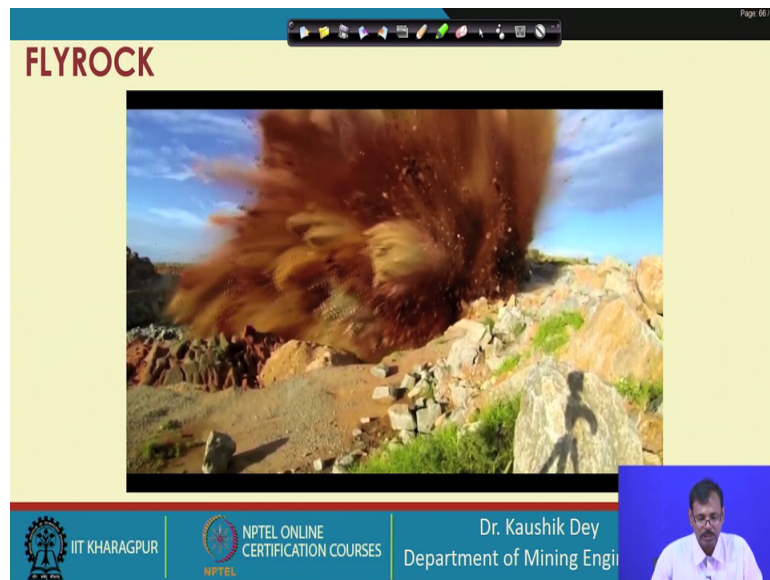 Page: 66 /
FLYROCK
IIT KHARAGPUR
NPTEL
NPTEL ONLINE
CERTIFICATION COURSES
Dr. Kaushik Dey
Department of Mining Engi